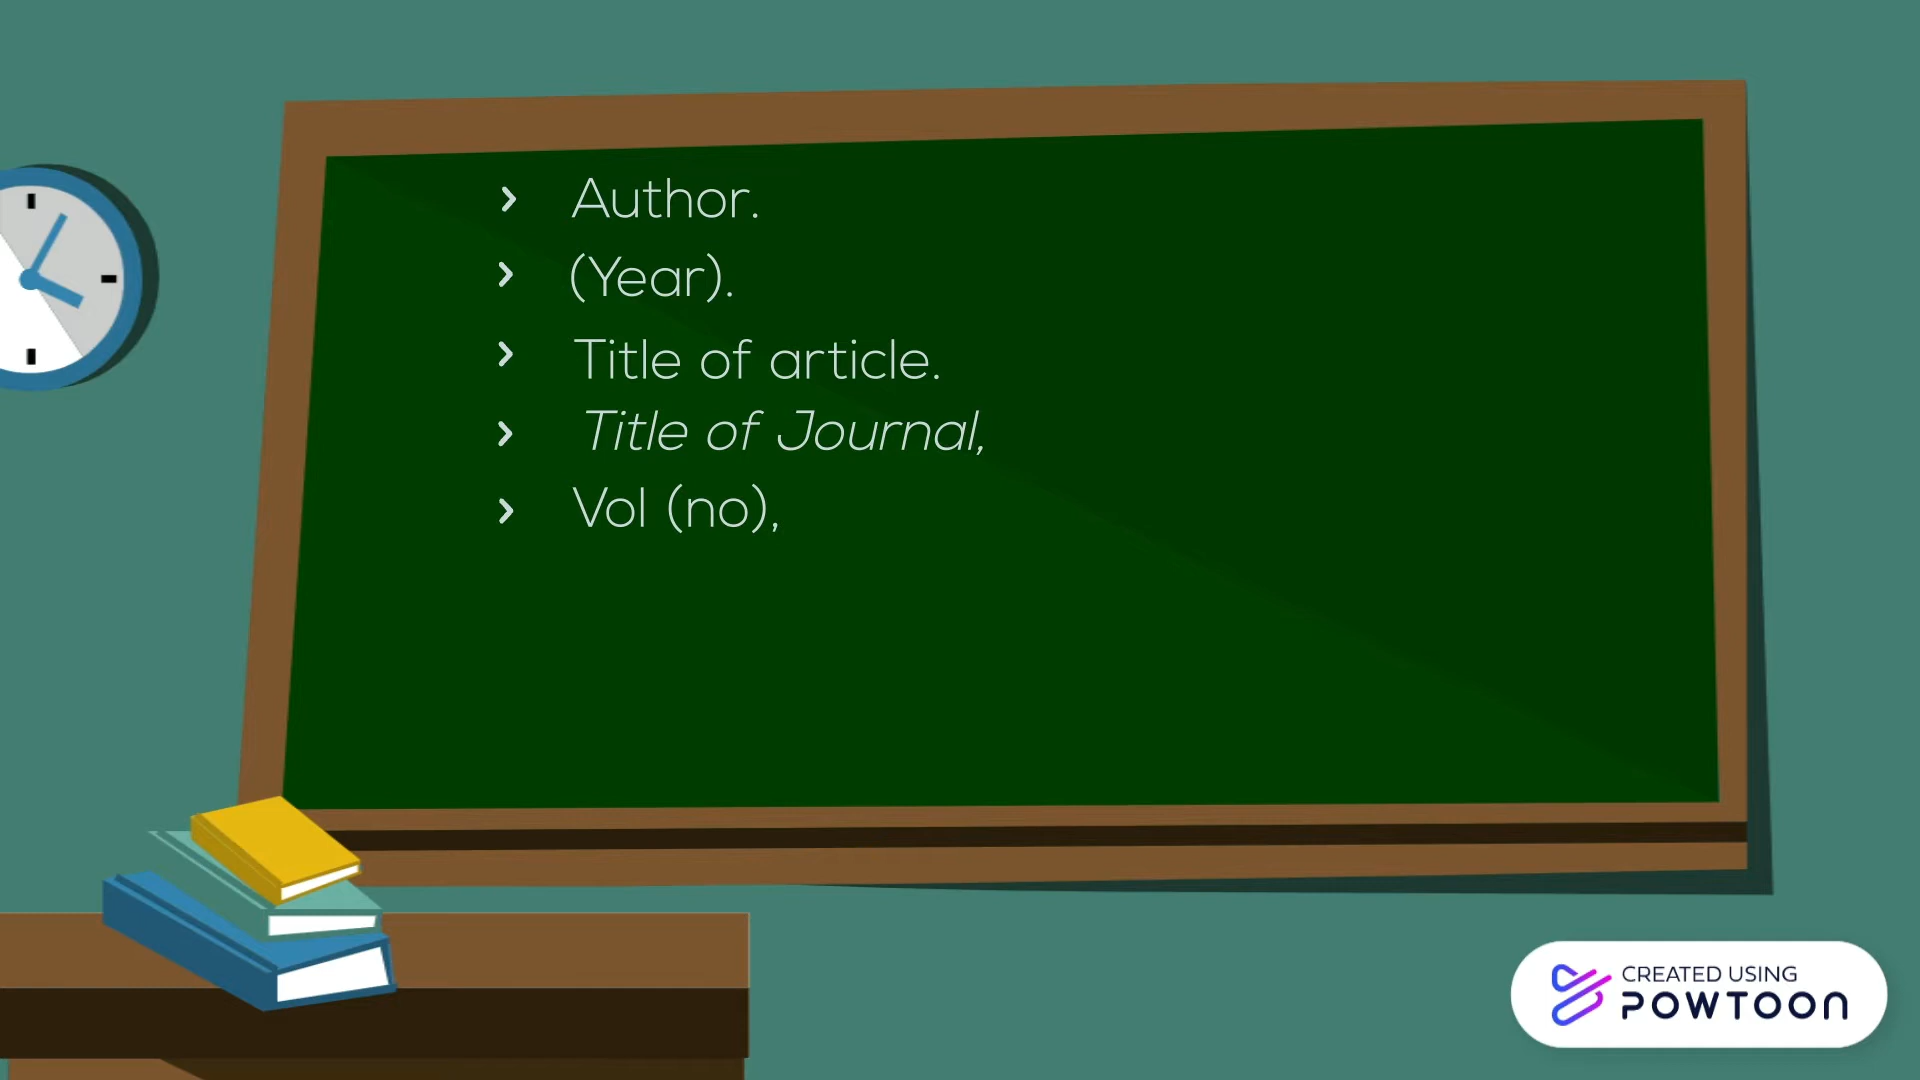 Author.
(Year).
Title of article.
Title of Journal,
Vol (no),
CREATED USING
POWTOON